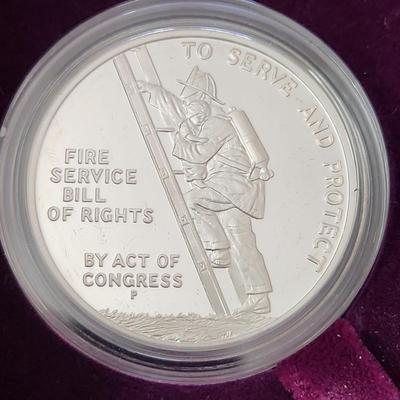 TO SERVE AND PROTECT
FIRE
SERVICE
BILL
OF RIGHTS
BY ACT OF
CONGRESS
P